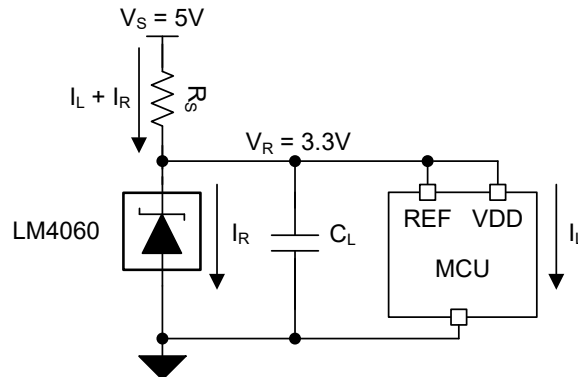 V_S = 5V
I_L + I_R
R_S
V_R = 3.3V
LM4060
I_R
C_L
REF VDD
MCU
I_L